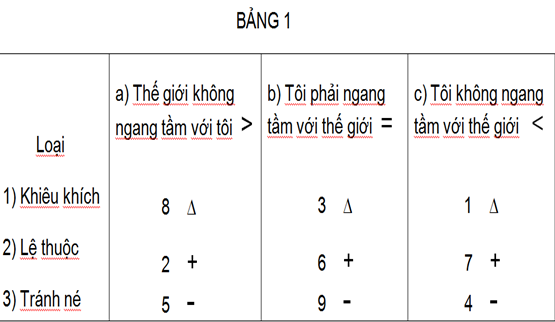 BẢNG 1
Loại
a) Thế giới không
ngang tầm với tôi >
b) Tôi phải ngang
tầm với thế giới =
c) Tôi không ngang
tầm với thế giới <
1) Khiêu khích 8 Δ 3 Δ 1 Δ
2) Lệ thuộc 2 + 6 + 7 +
3) Tránh né 5 - 9 - 4 -